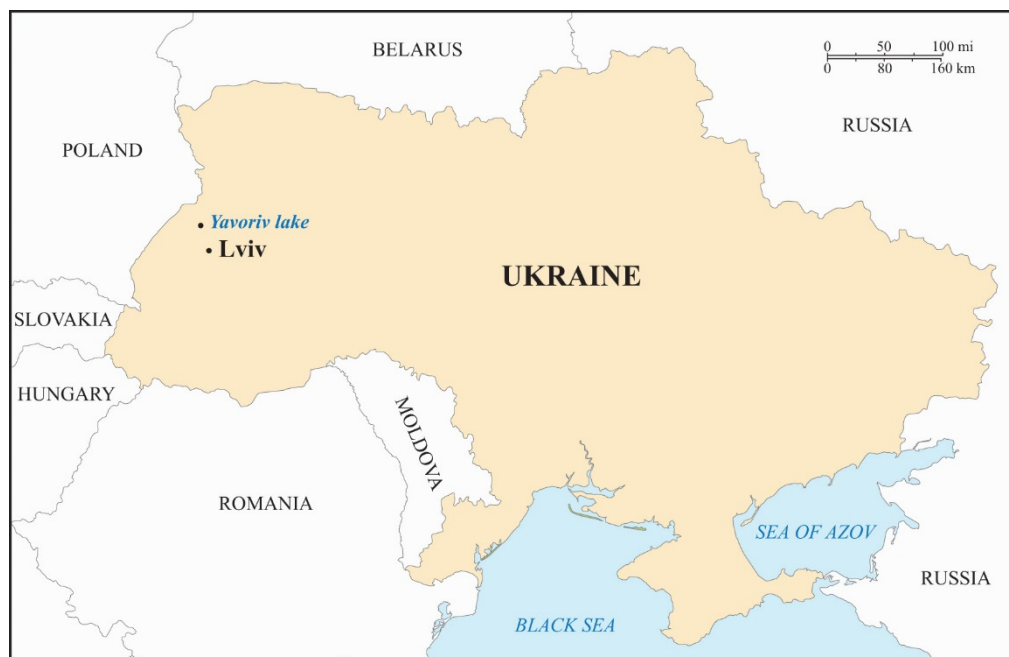 BELARUS
0 50 100 mi
0 80 160 km
RUSSIA
POLAND
Yavoriv lake
Lviv
UKRAINE
SLOVAKIA
HUNGARY
MOLDOVA
ROMANIA
SEA OF AZOV
RUSSIA
BLACK SEA